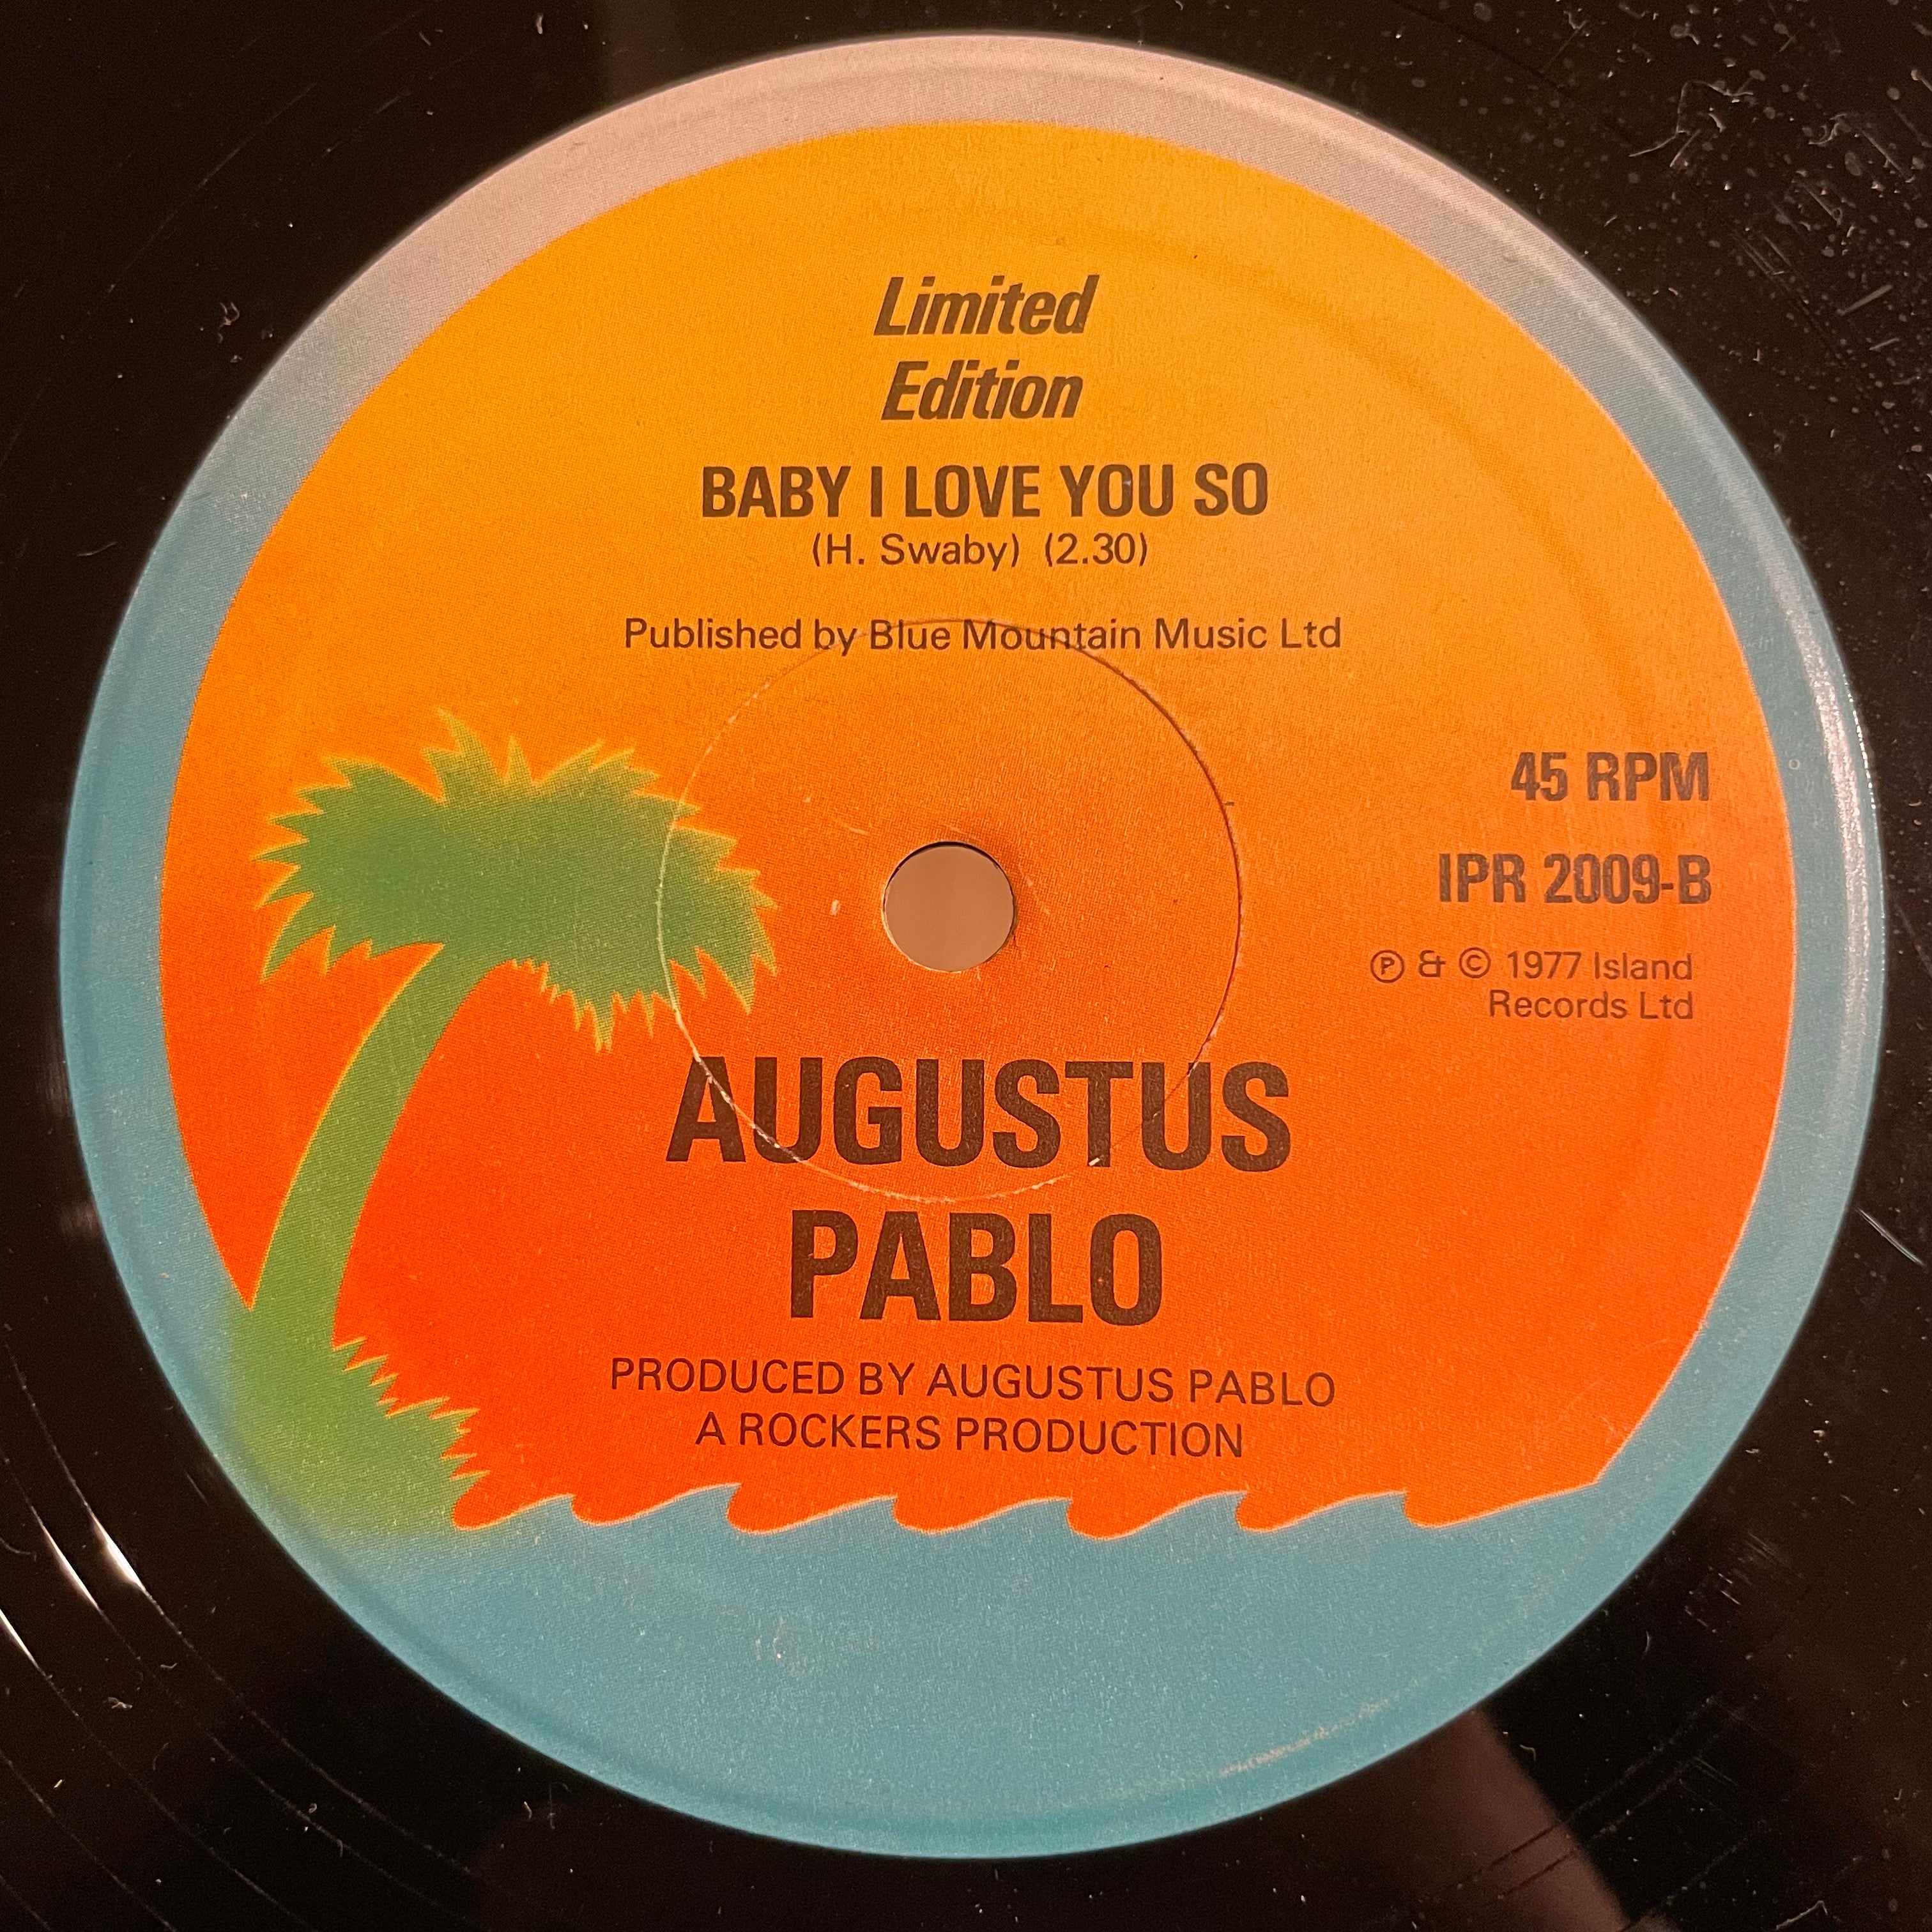 Limited
Edition
BABY I LOVE YOU SO
(H. Swaby) (2.30)
Published by Blue Mountain Music Ltd
45 RPM
IPR 2009-B
℗ & © 1977 Island
Records Ltd
AUGUSTUS
PABLO
PRODUCED BY AUGUSTUS PABLO
A ROCKERS PRODUCTION